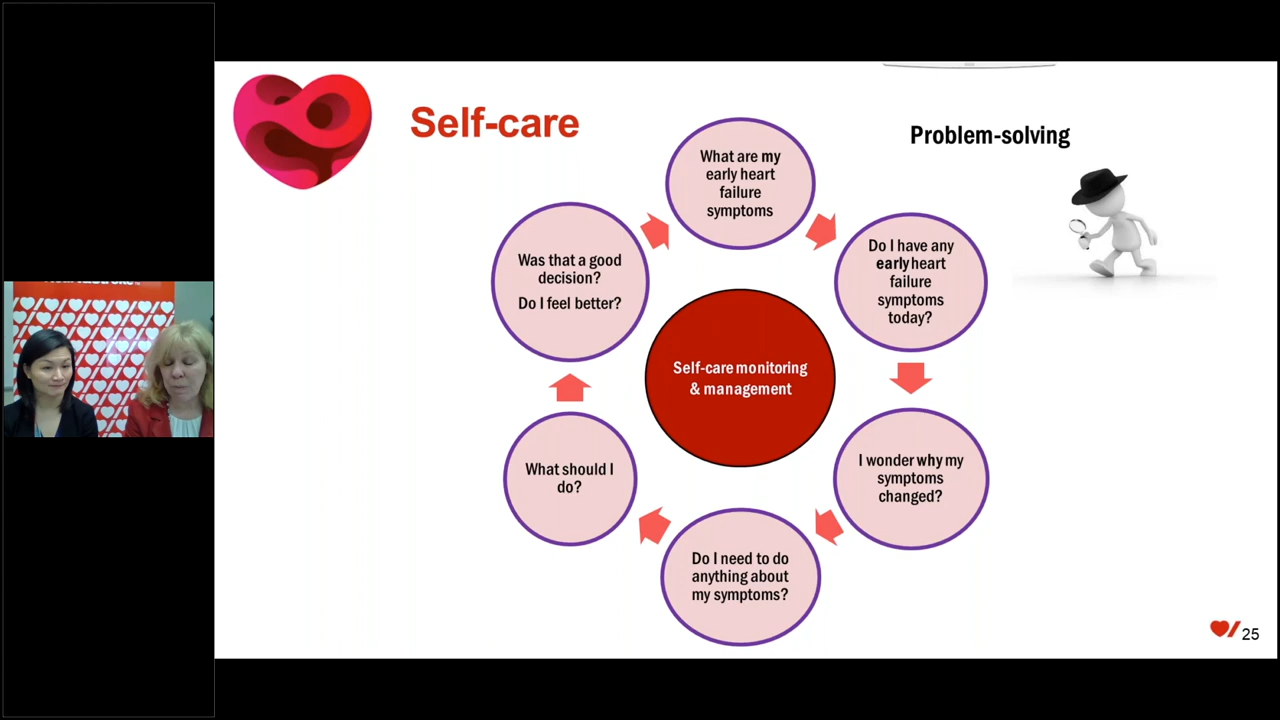 Self-care
Problem-solving
What are my
early heart
failure
symptoms
Do I have any
early heart
failure
symptoms
today?
I wonder why my
symptoms
changed?
Do I need to do
anything about
my symptoms?
What should I
do?
Was that a good
decision?
Do I feel better?
Self-care monitoring
& management
25